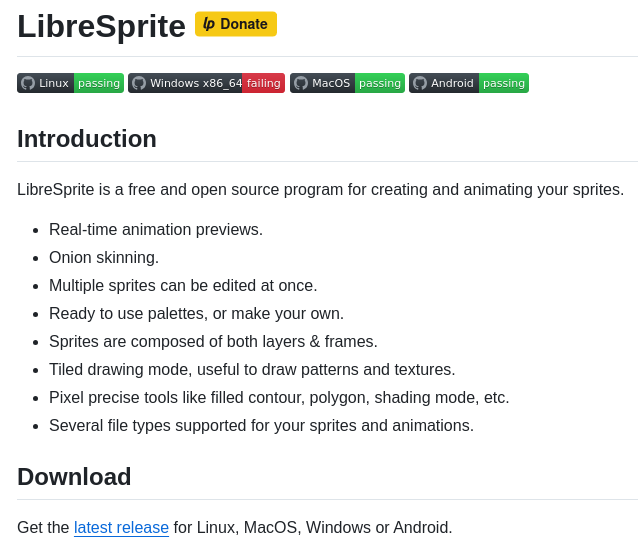 LibreSprite lp Donate
Linux passing Windows x86_64 failing MacOS passing Android passing
Introduction
LibreSprite is a free and open source program for creating and animating your sprites.
Real-time animation previews.
Onion skinning.
Multiple sprites can be edited at once.
Ready to use palettes, or make your own.
Sprites are composed of both layers & frames.
Tiled drawing mode, useful to draw patterns and textures.
Pixel precise tools like filled contour, polygon, shading mode, etc.
Several file types supported for your sprites and animations.
Download
Get the latest release for Linux, MacOS, Windows or Android.